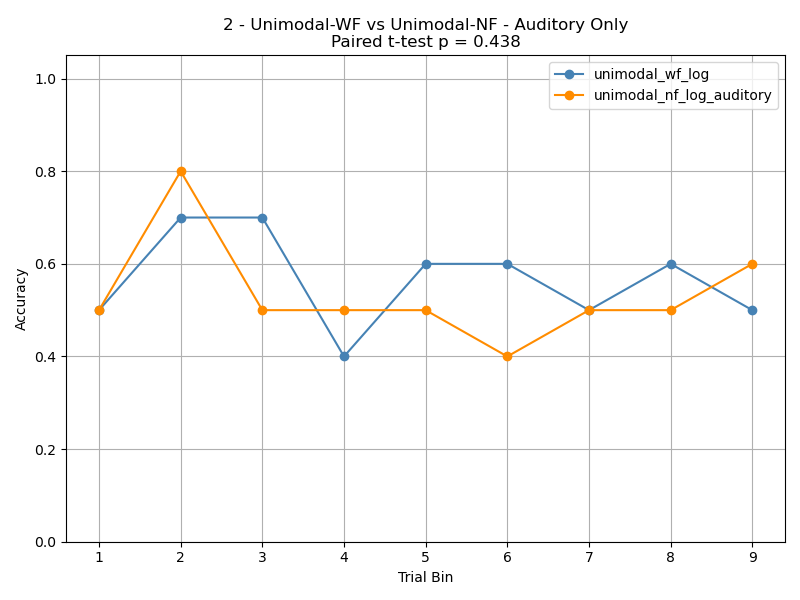 2 - Unimodal-WF vs Unimodal-NF - Auditory Only
Paired t-test p = 0.438
unimodal_wf_log
unimodal_nf_log_auditory
1.0
0.8
0.6
0.4
0.2
0.0
Accuracy
1 2 3 4 5 6 7 8 9
Trial Bin